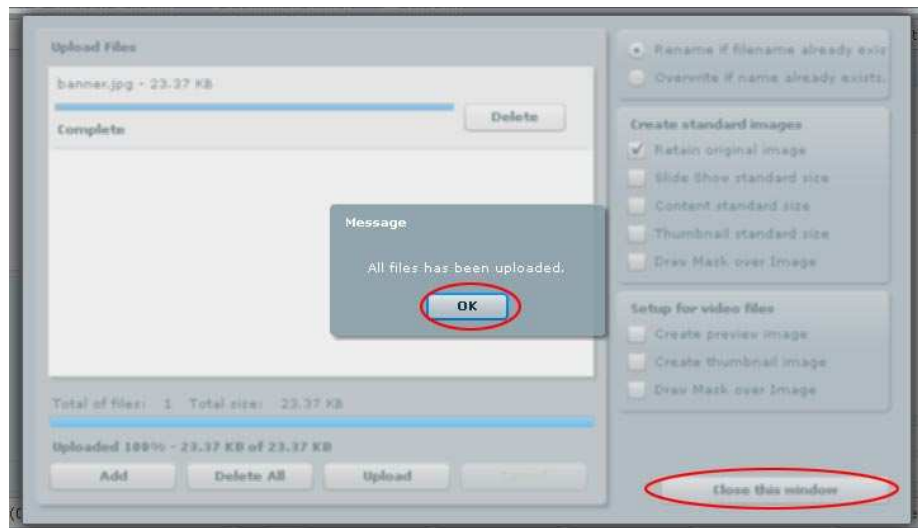 Upload Files
banner.jpg - 23.37 KB
Delete
Complete
Message
All files has been uploaded.
OK
Total of files: 1 Total size: 23.37 KB
Uploaded 100% - 23.37 KB of 23.37 KB
Add Delete All Upload
Rename if filename already exis
Overwrite if name already exists.
Create standard images
Retain original image
Slide Show standard size
Content standard size
Thumbnail standard size
Draw Mask over Image
Setup for video files
Create preview image
Create thumbnail image
Draw Mask over Image
Close this window